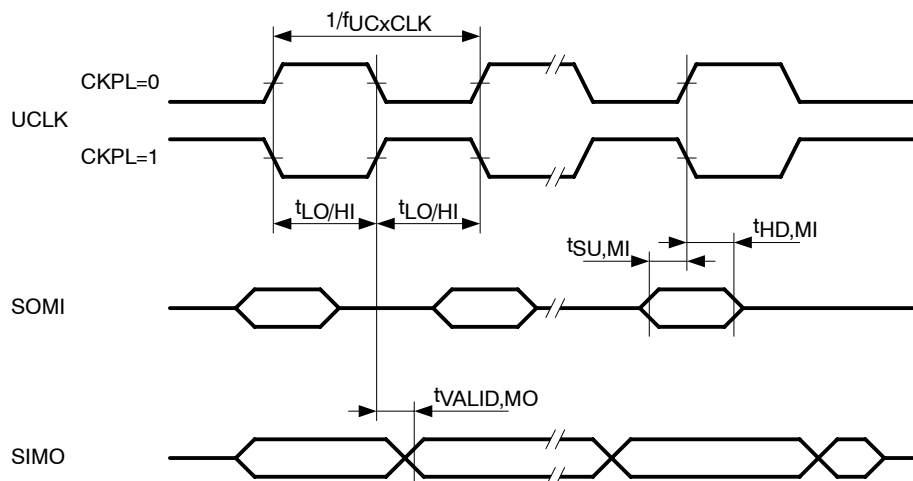 1/fUCxCLK
CKPL=0
UCLK
CKPL=1
tLO/HI tLO/HI
tHD,MI
tSU,MI
SOMI
tVALID,MO
SIMO